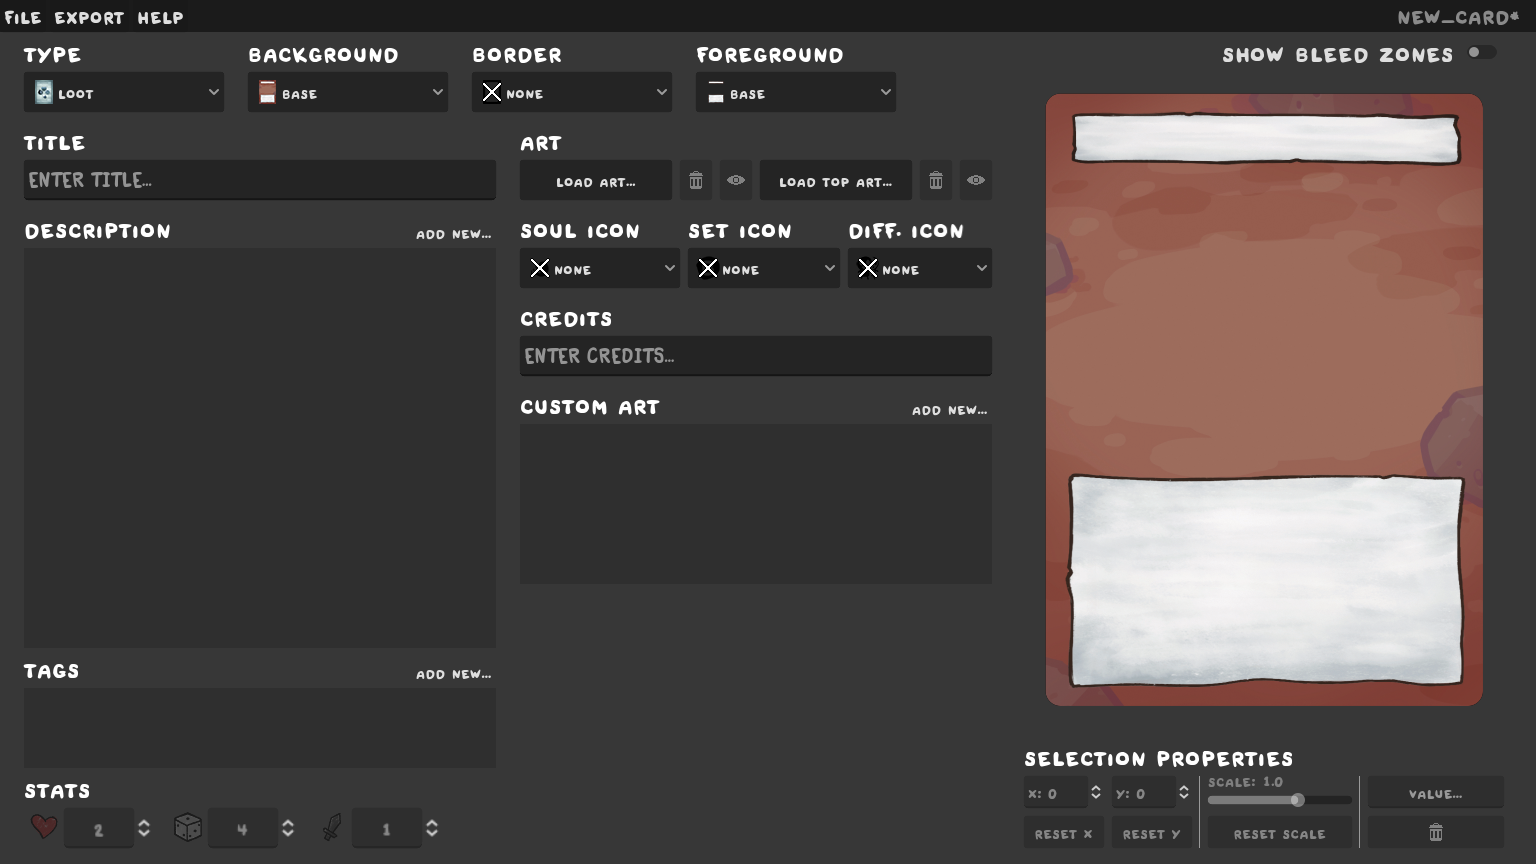 FILE EXPORT HELP NEW_CARD*
TYPE BACKGROUND BORDER FOREGROUND SHOW BLEED ZONES
LOOT BASE NONE BASE
TITLE ART
ENTER TITLE... LOAD ART... LOAD TOP ART...
DESCRIPTION ADD NEW... SOUL ICON SET ICON DIFF. ICON
NONE NONE NONE
CREDITS
ENTER CREDITS...
CUSTOM ART ADD NEW...
TAGS ADD NEW...
SELECTION PROPERTIES
STATS X: 0 Y: 0 SCALE: 1.0 VALUE...
2 4 1 RESET X RESET Y RESET SCALE